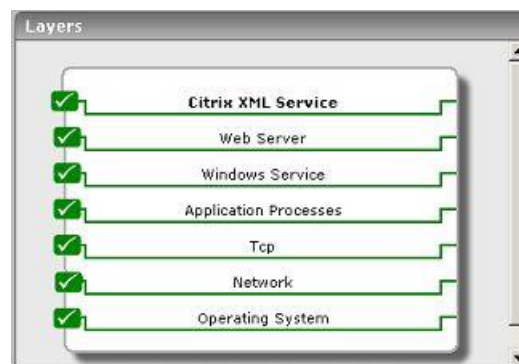 Layers
Citrix XML Service
Web Server
Windows Service
Application Processes
Tcp
Network
Operating System